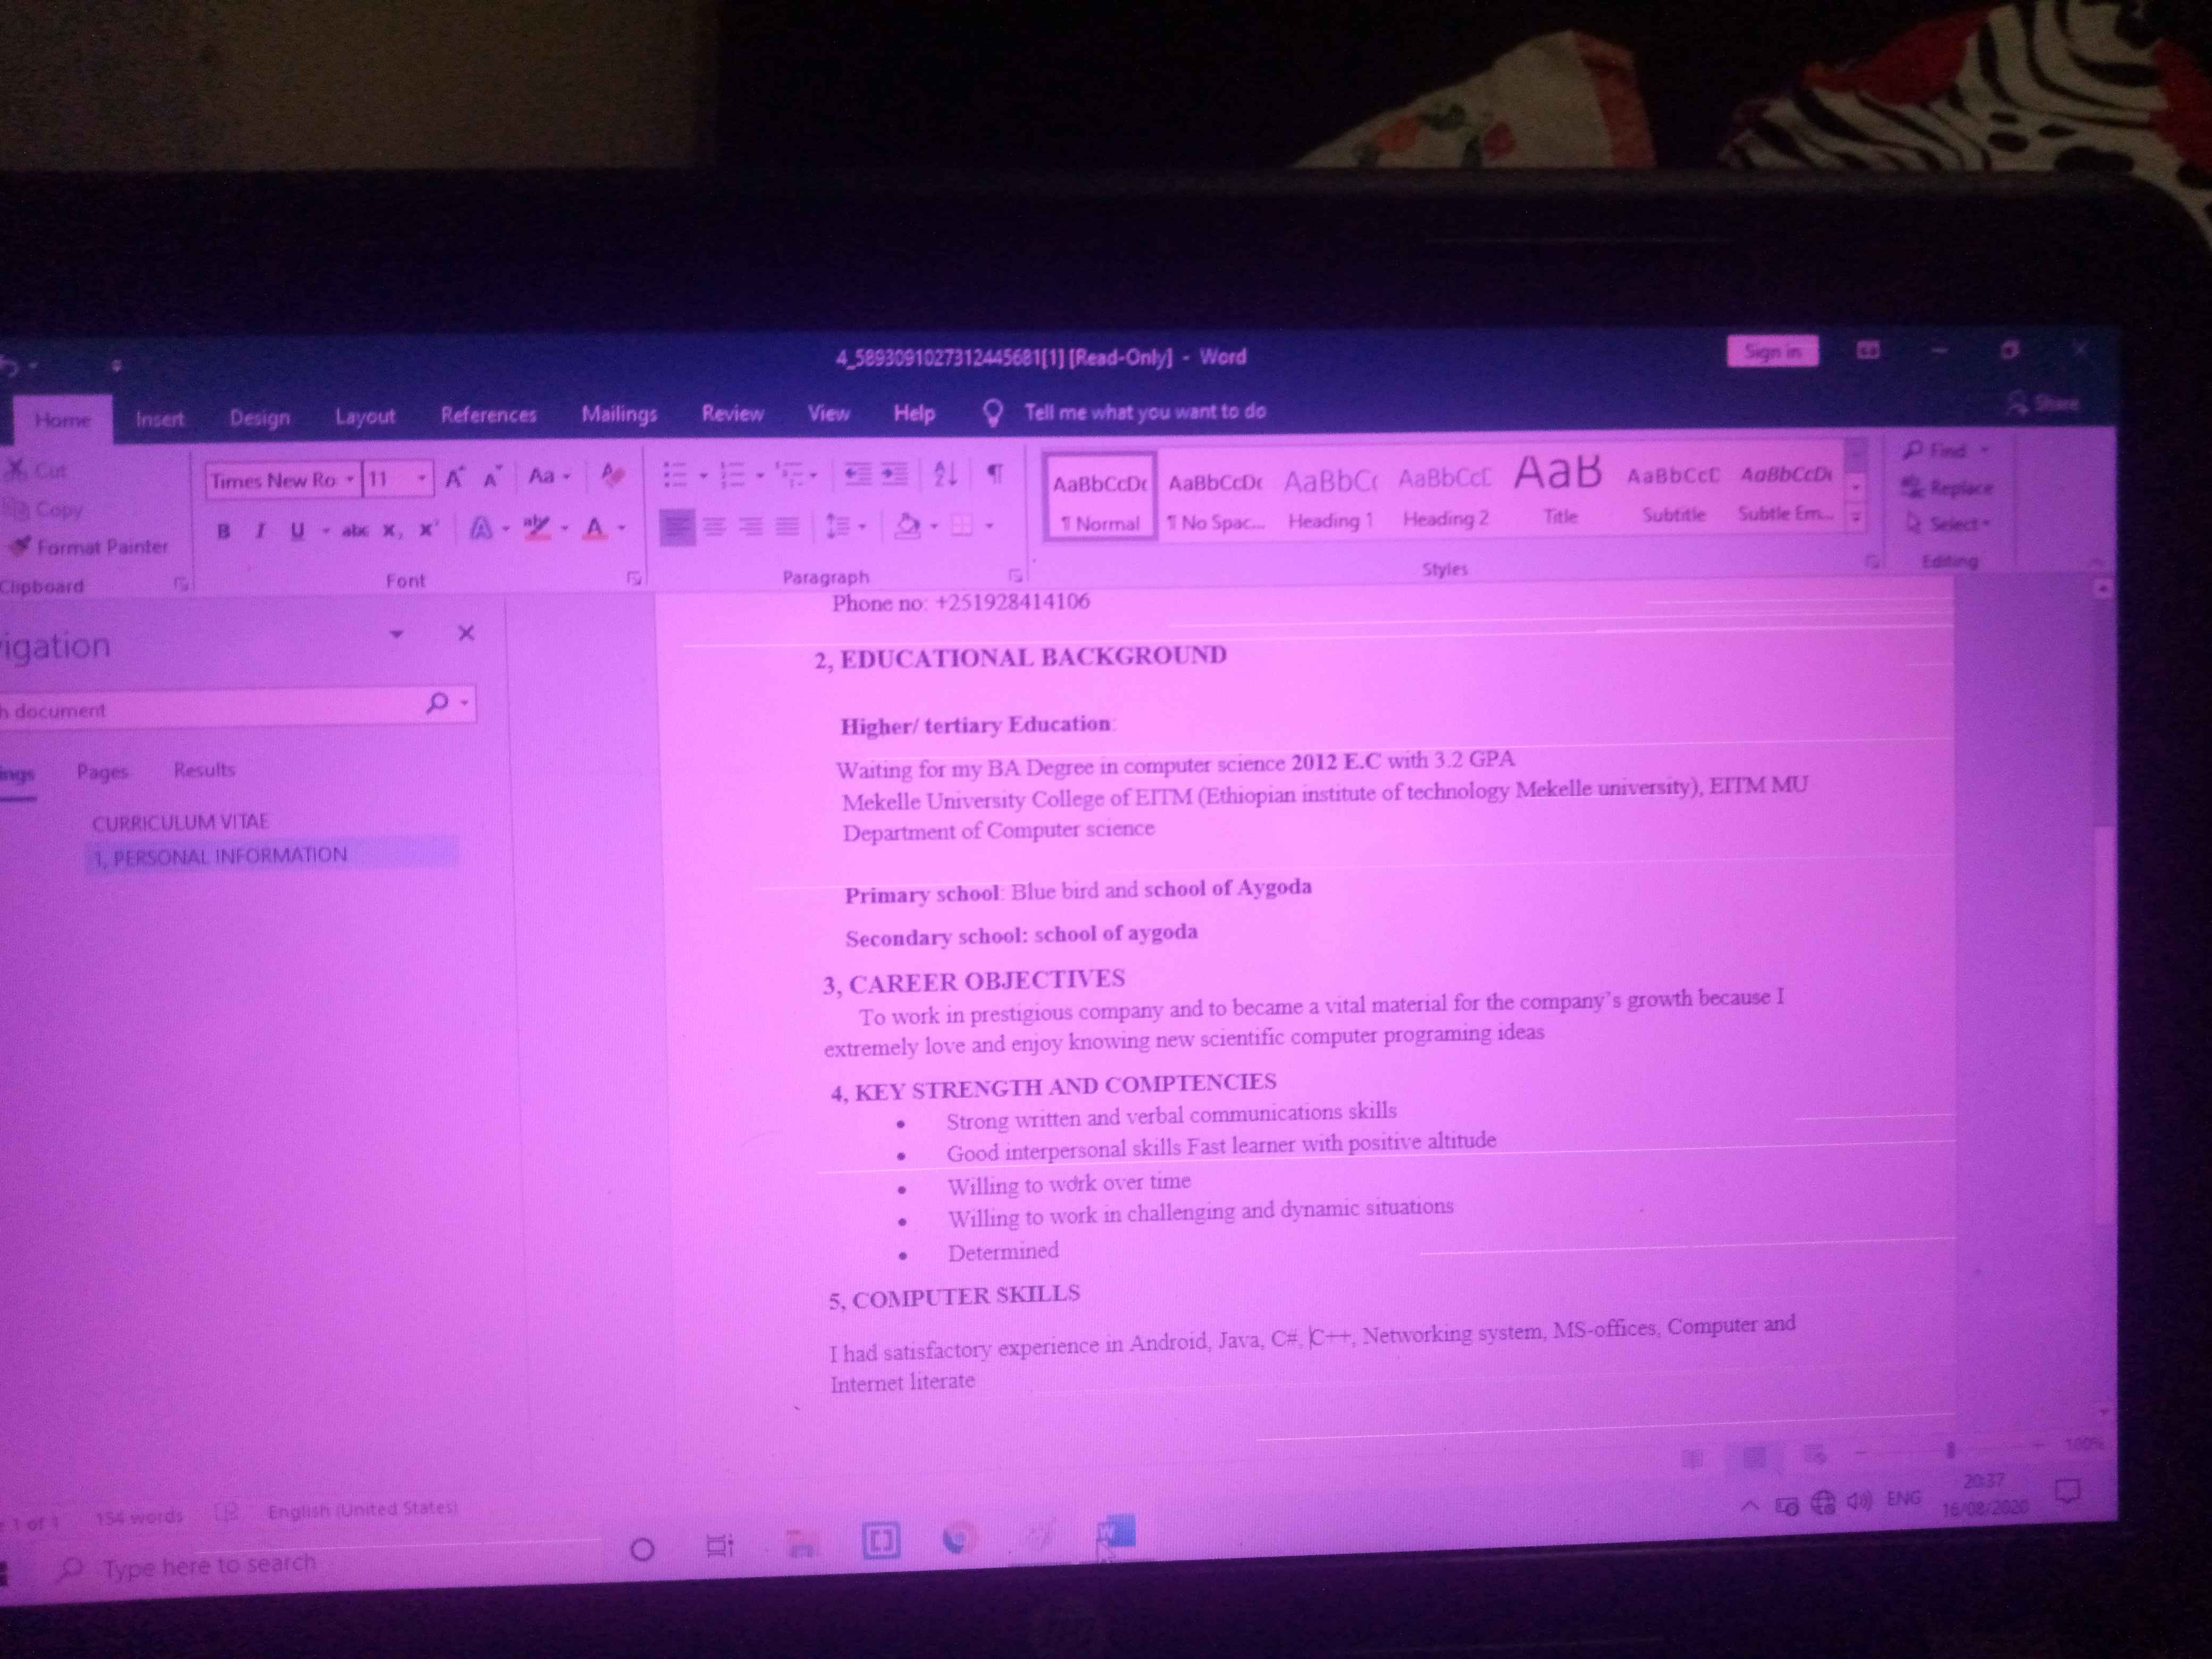 4_5893091027312445681[1] [Read-Only] - Word
Sign in
Home Insert Design Layout References Mailings Review View Help Tell me what you want to do Share
Cut
Copy
Format Painter
Clipboard
Times New Ro 11
Font
Paragraph
AaBbCcDc AaBbCcDc AaBbC( AaBbCcD AaB AaBbCcD AaBbCcDc
¶ Normal ¶ No Spac... Heading 1 Heading 2 Title Subtitle Subtle Em...
Styles
Find
Replace
Select
Editing
vigation
h document
ings Pages Results
CURRICULUM VITAE
1, PERSONAL INFORMATION
Phone no: +251928414106
2, EDUCATIONAL BACKGROUND
Higher/ tertiary Education:
Waiting for my BA Degree in computer science 2012 E.C with 3.2 GPA
Mekelle University College of EITM (Ethiopian institute of technology Mekelle university), EITM MU
Department of Computer science
Primary school: Blue bird and school of Aygoda
Secondary school: school of aygoda
3, CAREER OBJECTIVES
To work in prestigious company and to became a vital material for the company's growth because I
extremely love and enjoy knowing new scientific computer programing ideas
4, KEY STRENGTH AND COMPTENCIES
• Strong written and verbal communications skills
• Good interpersonal skills Fast learner with positive altitude
• Willing to work over time
• Willing to work in challenging and dynamic situations
• Determined
5, COMPUTER SKILLS
I had satisfactory experience in Android, Java, C#, C++, Networking system, MS-offices, Computer and
Internet literate
e 1 of 1 154 words English (United States)
100%
Type here to search
ENG
20:37
16/08/2020